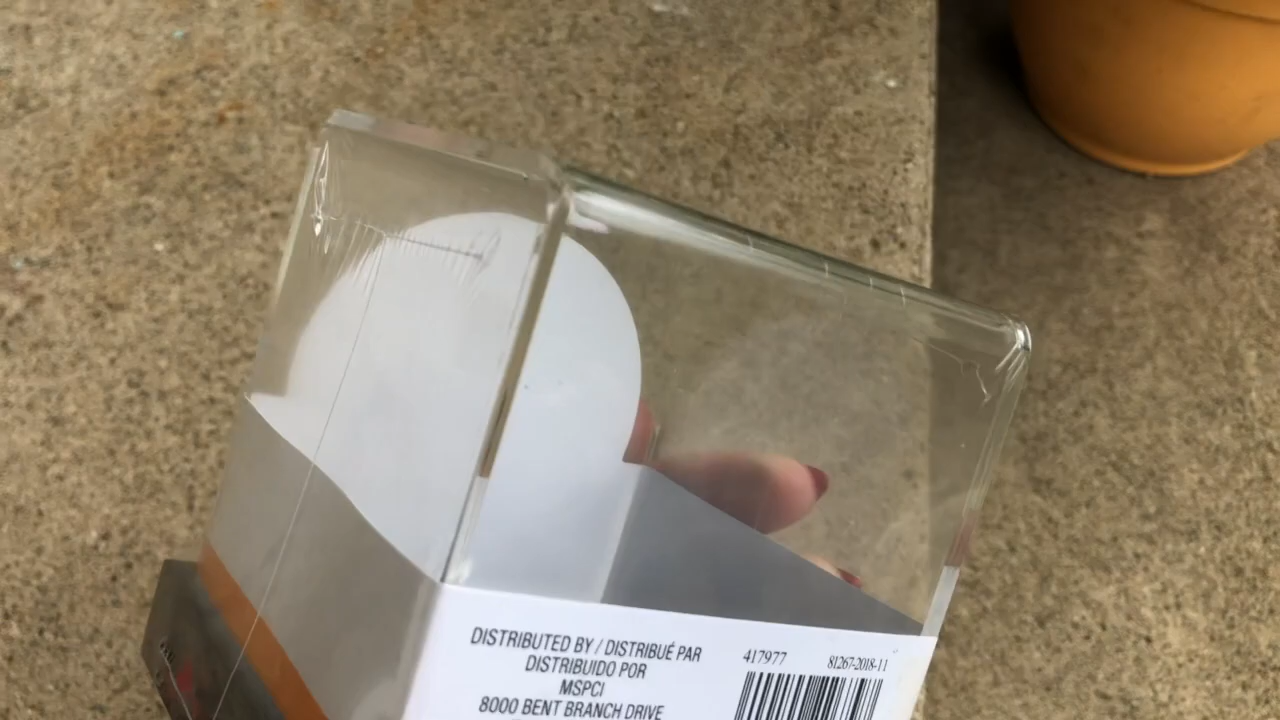 DISTRIBUTED BY / DISTRIBUÉ PAR
DISTRIBUIDO POR
MSPCI
8000 BENT BRANCH DRIVE
417977
81267-2018-11